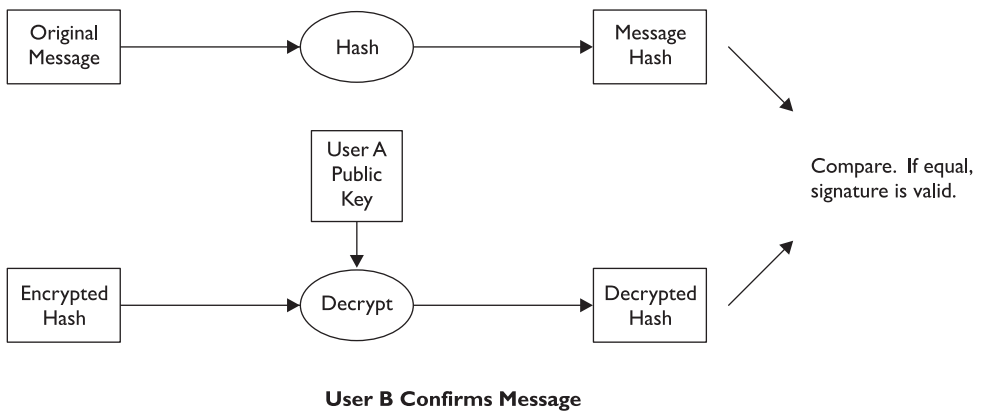 Original
Message
Hash
Message
Hash
User A
Public
Key
Compare. If equal,
signature is valid.
Encrypted
Hash
Decrypt
Decrypted
Hash
User B Confirms Message